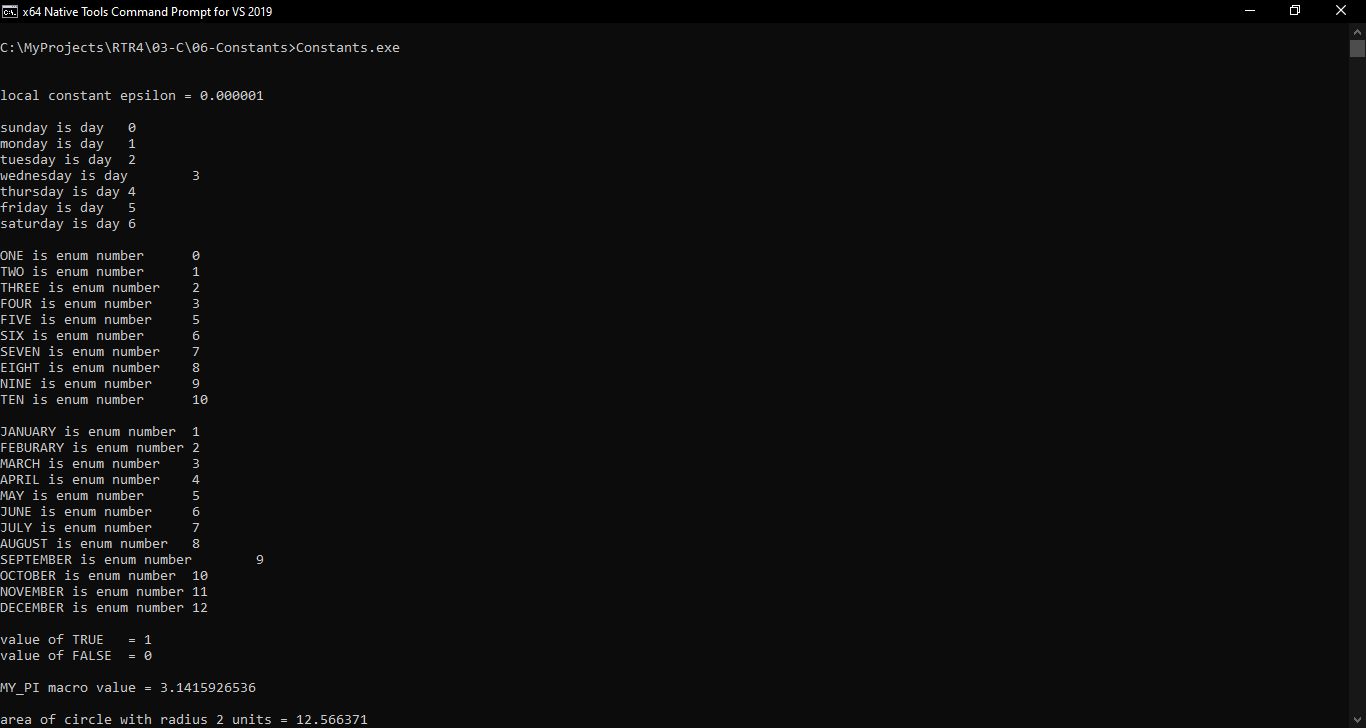 x64 Native Tools Command Prompt for VS 2019
C:\MyProjects\RTR4\03-C\06-Constants>Constants.exe
local constant epsilon = 0.000001
sunday is day   0
monday is day   1
tuesday is day  2
wednesday is day        3
thursday is day 4
friday is day   5
saturday is day 6
ONE is enum number      0
TWO is enum number      1
THREE is enum number    2
FOUR is enum number     3
FIVE is enum number     5
SIX is enum number      6
SEVEN is enum number    7
EIGHT is enum number    8
NINE is enum number     9
TEN is enum number      10
JANUARY is enum number  1
FEBURARY is enum number 2
MARCH is enum number    3
APRIL is enum number    4
MAY is enum number      5
JUNE is enum number     6
JULY is enum number     7
AUGUST is enum number   8
SEPTEMBER is enum number        9
OCTOBER is enum number  10
NOVEMBER is enum number 11
DECEMBER is enum number 12
value of TRUE   = 1
value of FALSE  = 0
MY_PI macro value = 3.1415926536
area of circle with radius 2 units = 12.566371